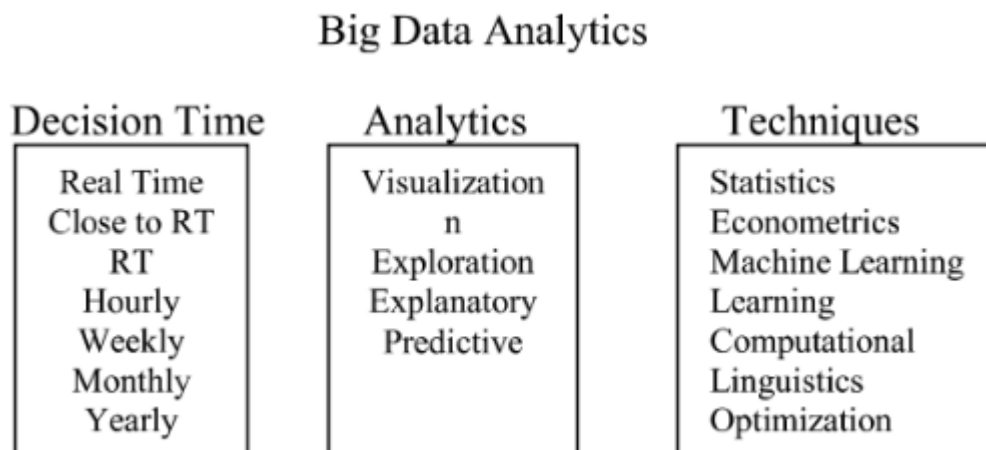 Big Data Analytics
Decision Time
Real Time
Close to RT
RT
Hourly
Weekly
Monthly
Yearly
Analytics
Visualization
n
Exploration
Explanatory
Predictive
Techniques
Statistics
Econometrics
Machine Learning
Learning
Computational
Linguistics
Optimization